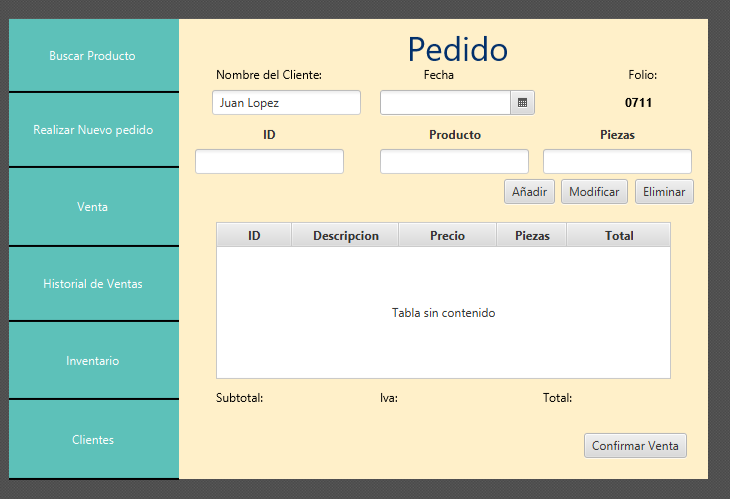 Buscar Producto
Realizar Nuevo pedido
Venta
Historial de Ventas
Inventario
Clientes
Pedido
Nombre del Cliente: Fecha Folio:
Juan Lopez 0711
ID Producto Piezas
Añadir Modificar Eliminar
ID Descripcion Precio Piezas Total
Tabla sin contenido
Subtotal: Iva: Total:
Confirmar Venta